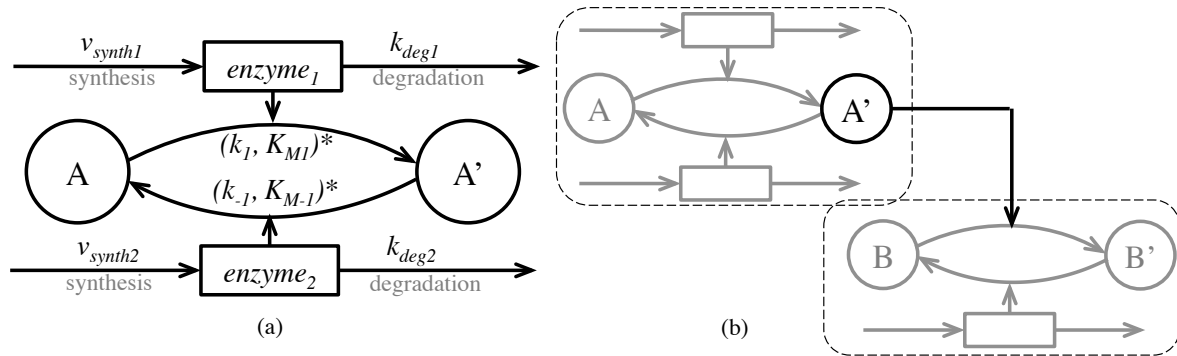 v_synth1
synthesis
enzyme_1
k_deg1
degradation
A
(k_1, K_M1)*
(k_-1, K_M-1)*
A'
v_synth2
synthesis
enzyme_2
k_deg2
degradation
(a)
A
A'
B
B'
(b)